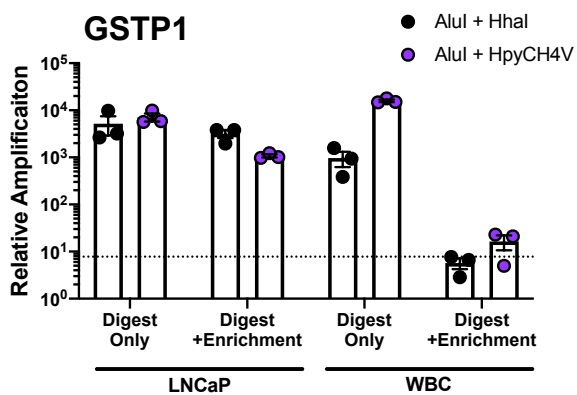 GSTP1
AluI + HhaI
AluI + HpyCH4V
Relative Amplificaiton
10^5
10^4
10^3
10^2
10^1
10^0
Digest Only
Digest +Enrichment
Digest Only
Digest +Enrichment
LNCaP
WBC